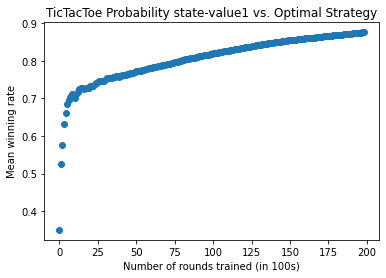 TicTacToe Probability state-value1 vs. Optimal Strategy
0.9
0.8
0.7
0.6
0.5
0.4
Mean winning rate
0 25 50 75 100 125 150 175 200
Number of rounds trained (in 100s)